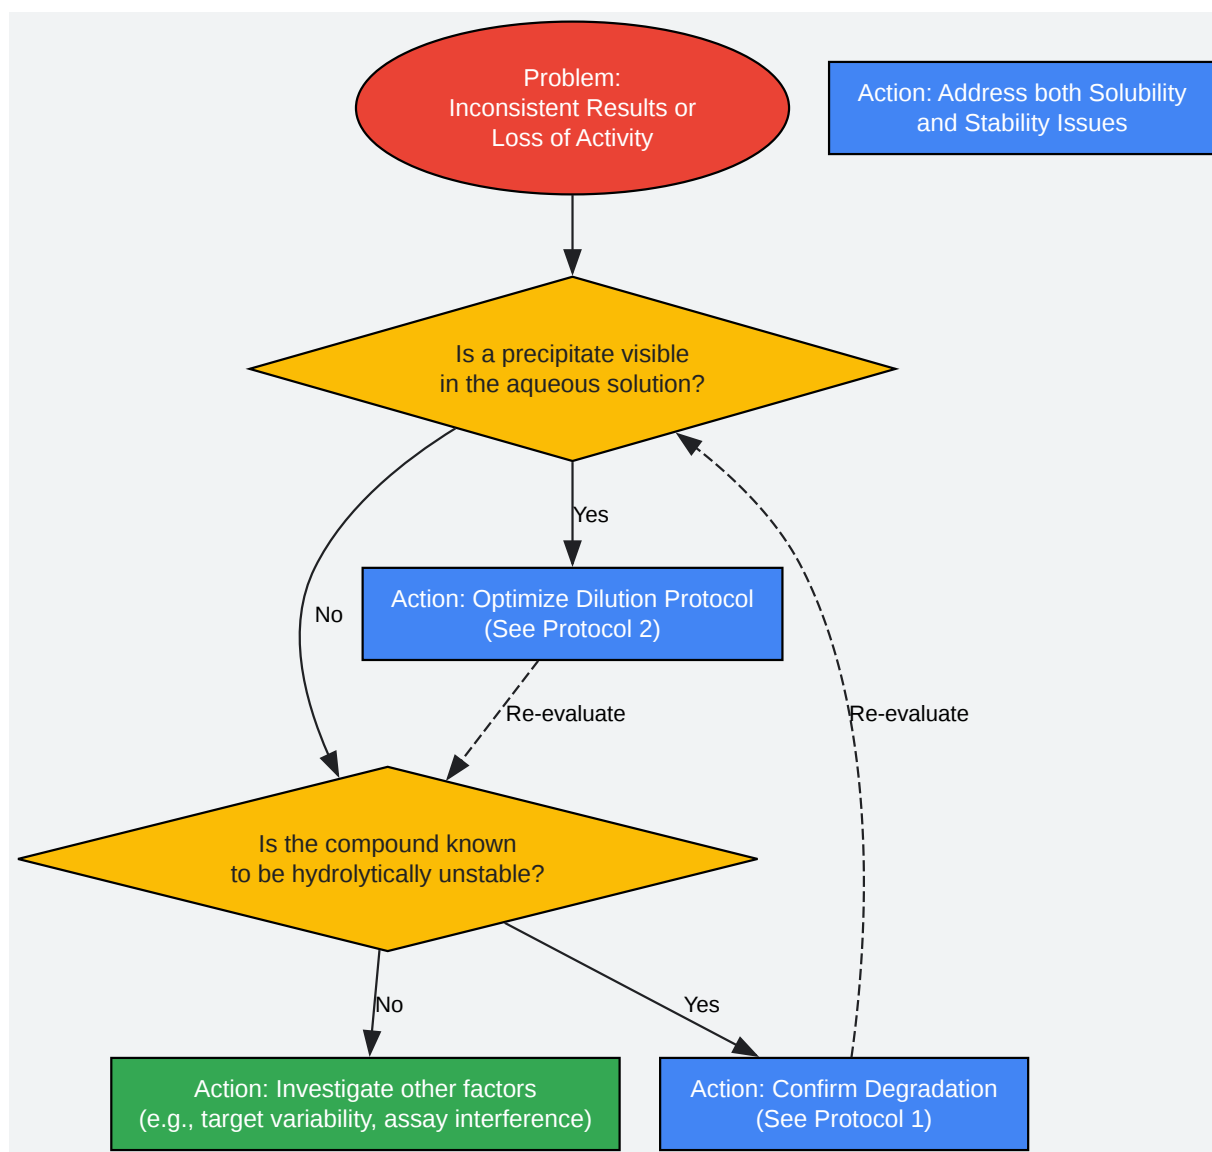 Problem:
Inconsistent Results or
Loss of Activity
Action: Address both Solubility
and Stability Issues
Is a precipitate visible
in the aqueous solution?
Yes
Action: Optimize Dilution Protocol
(See Protocol 2)
No
Re-evaluate
Re-evaluate
Is the compound known
to be hydrolytically unstable?
No
Yes
Action: Investigate other factors
(e.g., target variability, assay interference)
Action: Confirm Degradation
(See Protocol 1)